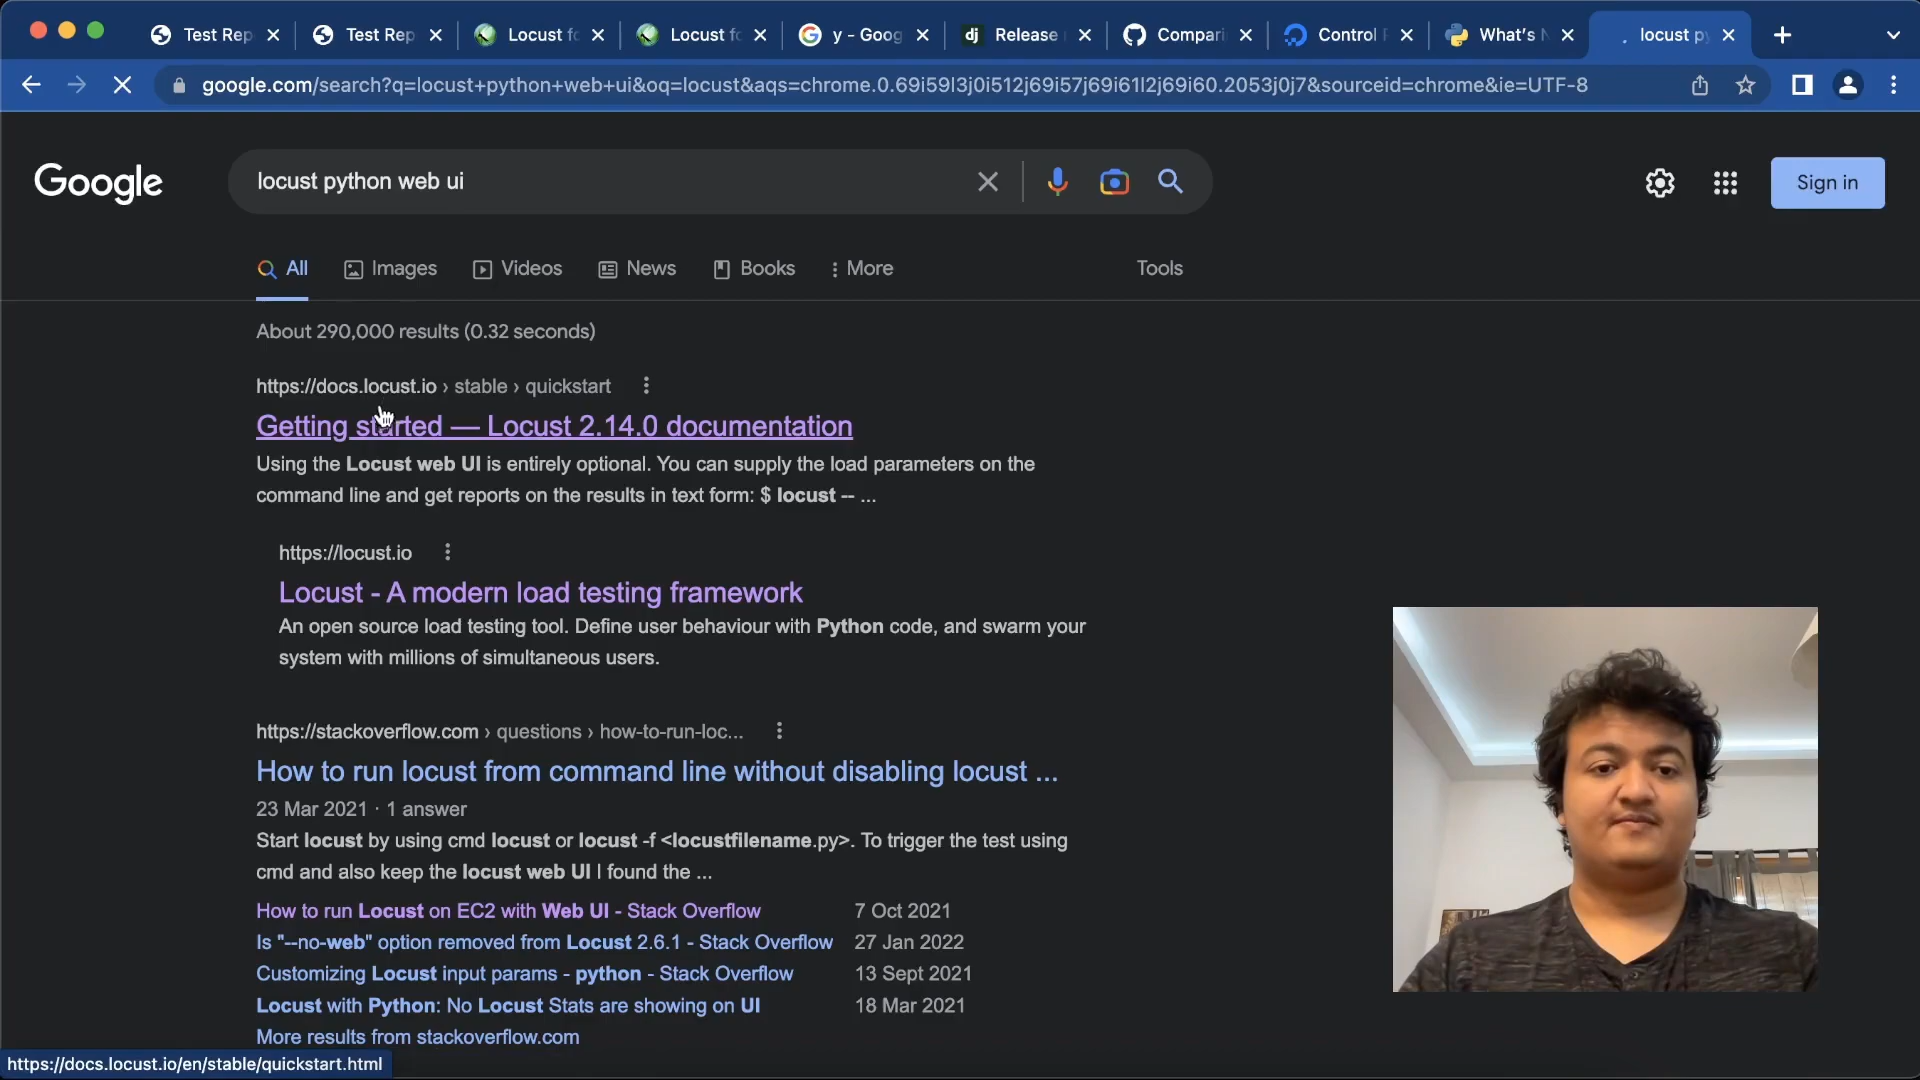 Test Rep
Test Rep
Locust fo
Locust fo
y - Goog
dj
Release
Compari
Control
What's N
locust py
google.com/search?q=locust+python+web+ui&oq=locust&aqs=chrome.0.69i59l3j0i512j69i57j69i61l2j69i60.2053j0j7&sourceid=chrome&ie=UTF-8
Google
locust python web ui
Sign in
All
Images
Videos
News
Books
More
Tools
About 290,000 results (0.32 seconds)
https://docs.locust.io › stable › quickstart
Getting started — Locust 2.14.0 documentation
Using the Locust web UI is entirely optional. You can supply the load parameters on the
command line and get reports on the results in text form: $ locust -- ...
https://locust.io
Locust - A modern load testing framework
An open source load testing tool. Define user behaviour with Python code, and swarm your
system with millions of simultaneous users.
https://stackoverflow.com › questions › how-to-run-loc...
How to run locust from command line without disabling locust ...
23 Mar 2021 · 1 answer
Start locust by using cmd locust or locust -f <locustfilename.py>. To trigger the test using
cmd and also keep the locust web UI I found the ...
How to run Locust on EC2 with Web UI - Stack Overflow 7 Oct 2021
Is "--no-web" option removed from Locust 2.6.1 - Stack Overflow 27 Jan 2022
Customizing Locust input params - python - Stack Overflow 13 Sept 2021
Locust with Python: No Locust Stats are showing on UI 18 Mar 2021
More results from stackoverflow.com
https://docs.locust.io/en/stable/quickstart.html